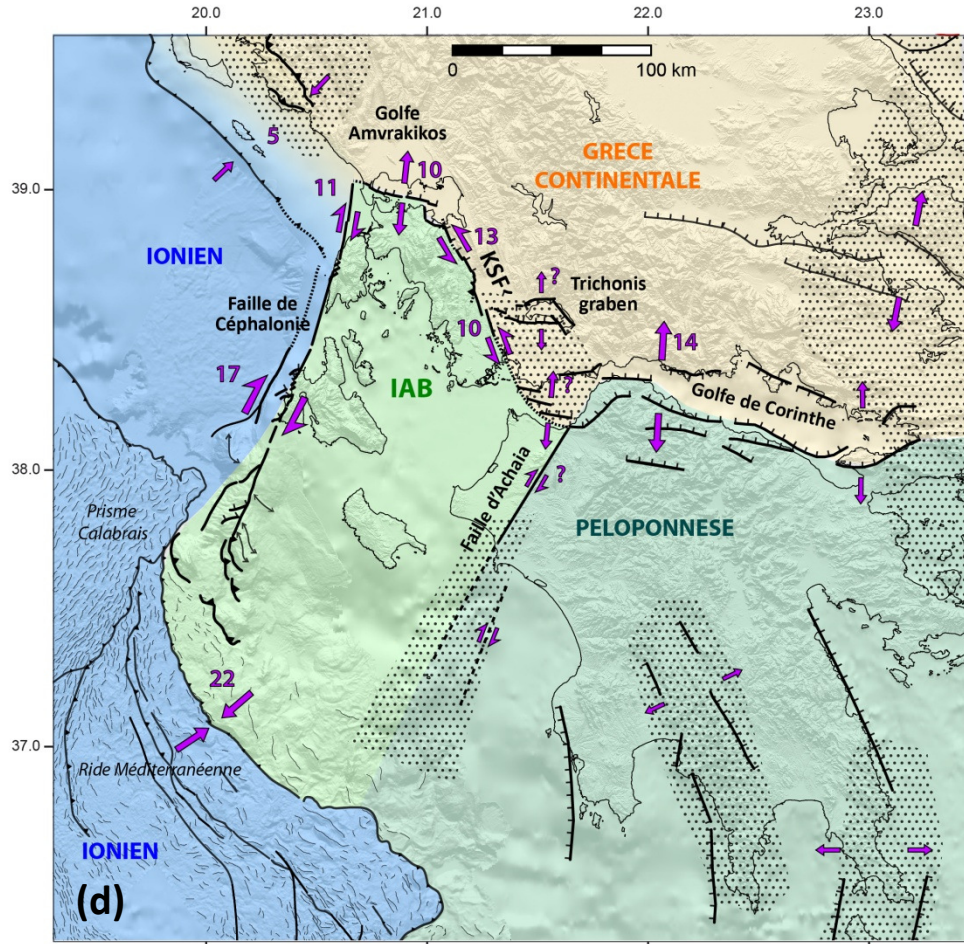 20.0
21.0
22.0
23.0
0
100 km
39.0
38.0
37.0
5
Golfe
Amvrakikos
10
GRECE
CONTINENTALE
11
13
IONIEN
KSF
?
Trichonis
graben
Faille de
Céphalonie
10
14
17
IAB
?
Golfe de Corinthe
Faille d'Achaia
?
Prisme
Calabrais
PELOPONNESE
22
Ride Méditerranéenne
IONIEN
(d)